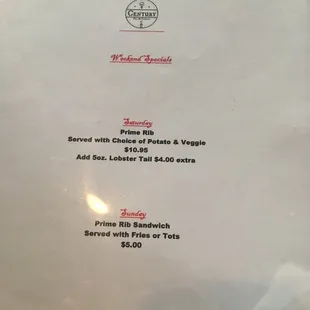 Century
Weekend Specials
Saturday
Prime Rib
Served with Choice of Potato & Veggie
$10.95
Add 5oz. Lobster Tail $4.00 extra
Sunday
Prime Rib Sandwich
Served with Fries or Tots
$5.00